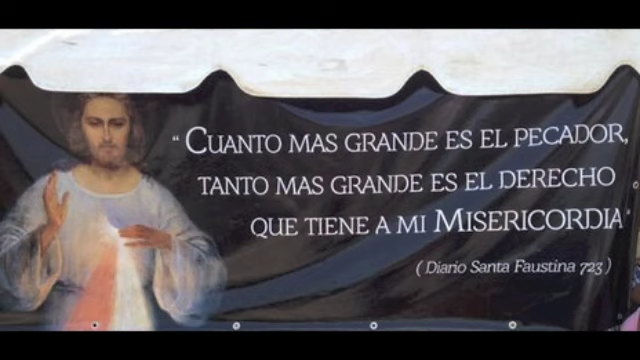 “ CUANTO MAS GRANDE ES EL PECADOR,
TANTO MAS GRANDE ES EL DERECHO
QUE TIENE A MI MISERICORDIA”
( Diario Santa Faustina 723 )